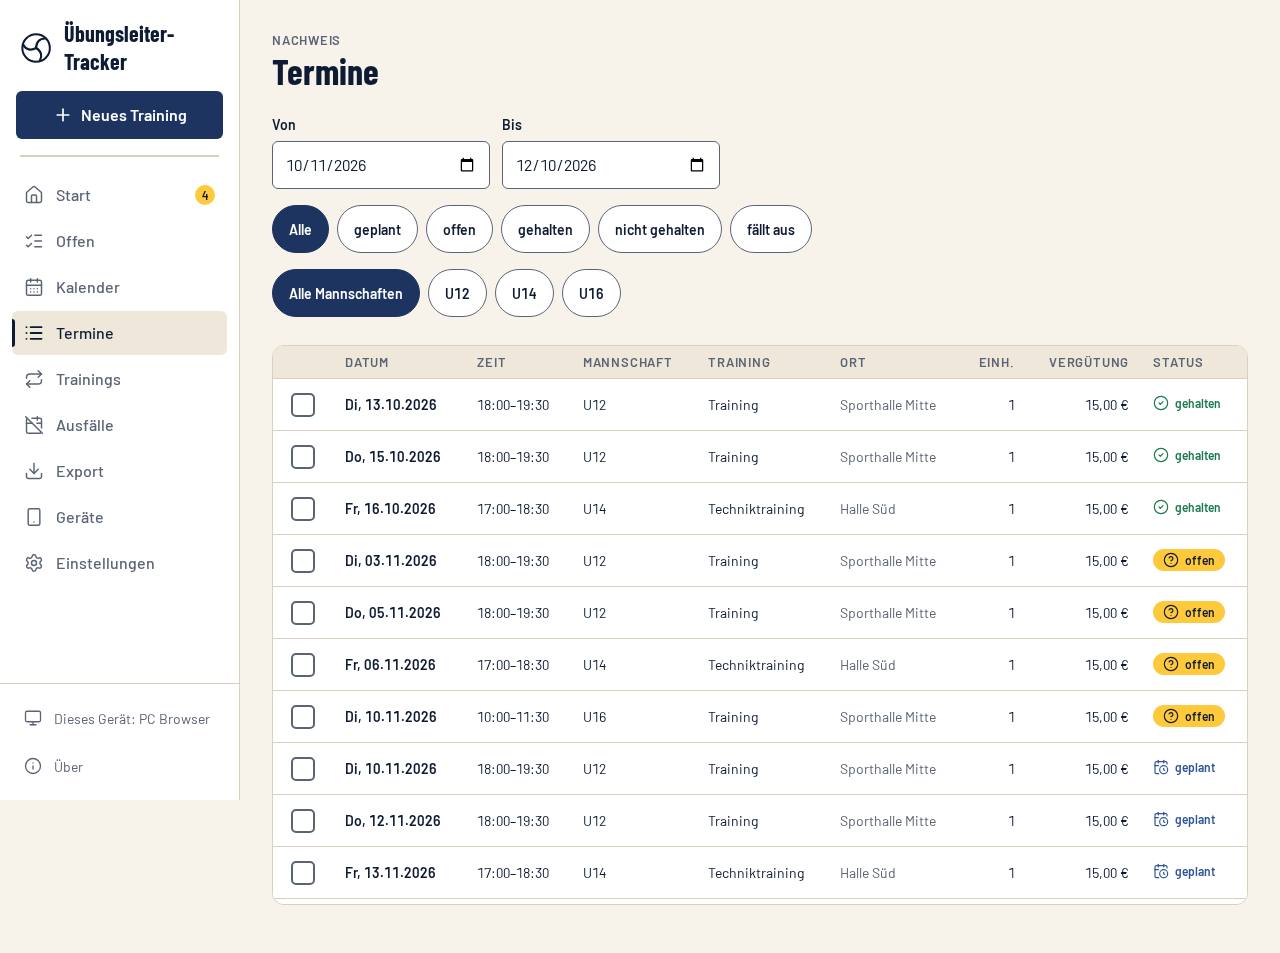 Übungsleiter-
Tracker
Neues Training
Start 4
Offen
Kalender
Termine
Trainings
Ausfälle
Export
Geräte
Einstellungen
Dieses Gerät: PC Browser
Über
NACHWEIS
Termine
Von Bis
10/11/2026 12/10/2026
Alle geplant offen gehalten nicht gehalten fällt aus
Alle Mannschaften U12 U14 U16
DATUM ZEIT MANNSCHAFT TRAINING ORT EINH. VERGÜTUNG STATUS
Di, 13.10.2026 18:00–19:30 U12 Training Sporthalle Mitte 1 15,00 € gehalten
Do, 15.10.2026 18:00–19:30 U12 Training Sporthalle Mitte 1 15,00 € gehalten
Fr, 16.10.2026 17:00–18:30 U14 Techniktraining Halle Süd 1 15,00 € gehalten
Di, 03.11.2026 18:00–19:30 U12 Training Sporthalle Mitte 1 15,00 € offen
Do, 05.11.2026 18:00–19:30 U12 Training Sporthalle Mitte 1 15,00 € offen
Fr, 06.11.2026 17:00–18:30 U14 Techniktraining Halle Süd 1 15,00 € offen
Di, 10.11.2026 10:00–11:30 U16 Training Sporthalle Mitte 1 15,00 € offen
Di, 10.11.2026 18:00–19:30 U12 Training Sporthalle Mitte 1 15,00 € geplant
Do, 12.11.2026 18:00–19:30 U12 Training Sporthalle Mitte 1 15,00 € geplant
Fr, 13.11.2026 17:00–18:30 U14 Techniktraining Halle Süd 1 15,00 € geplant